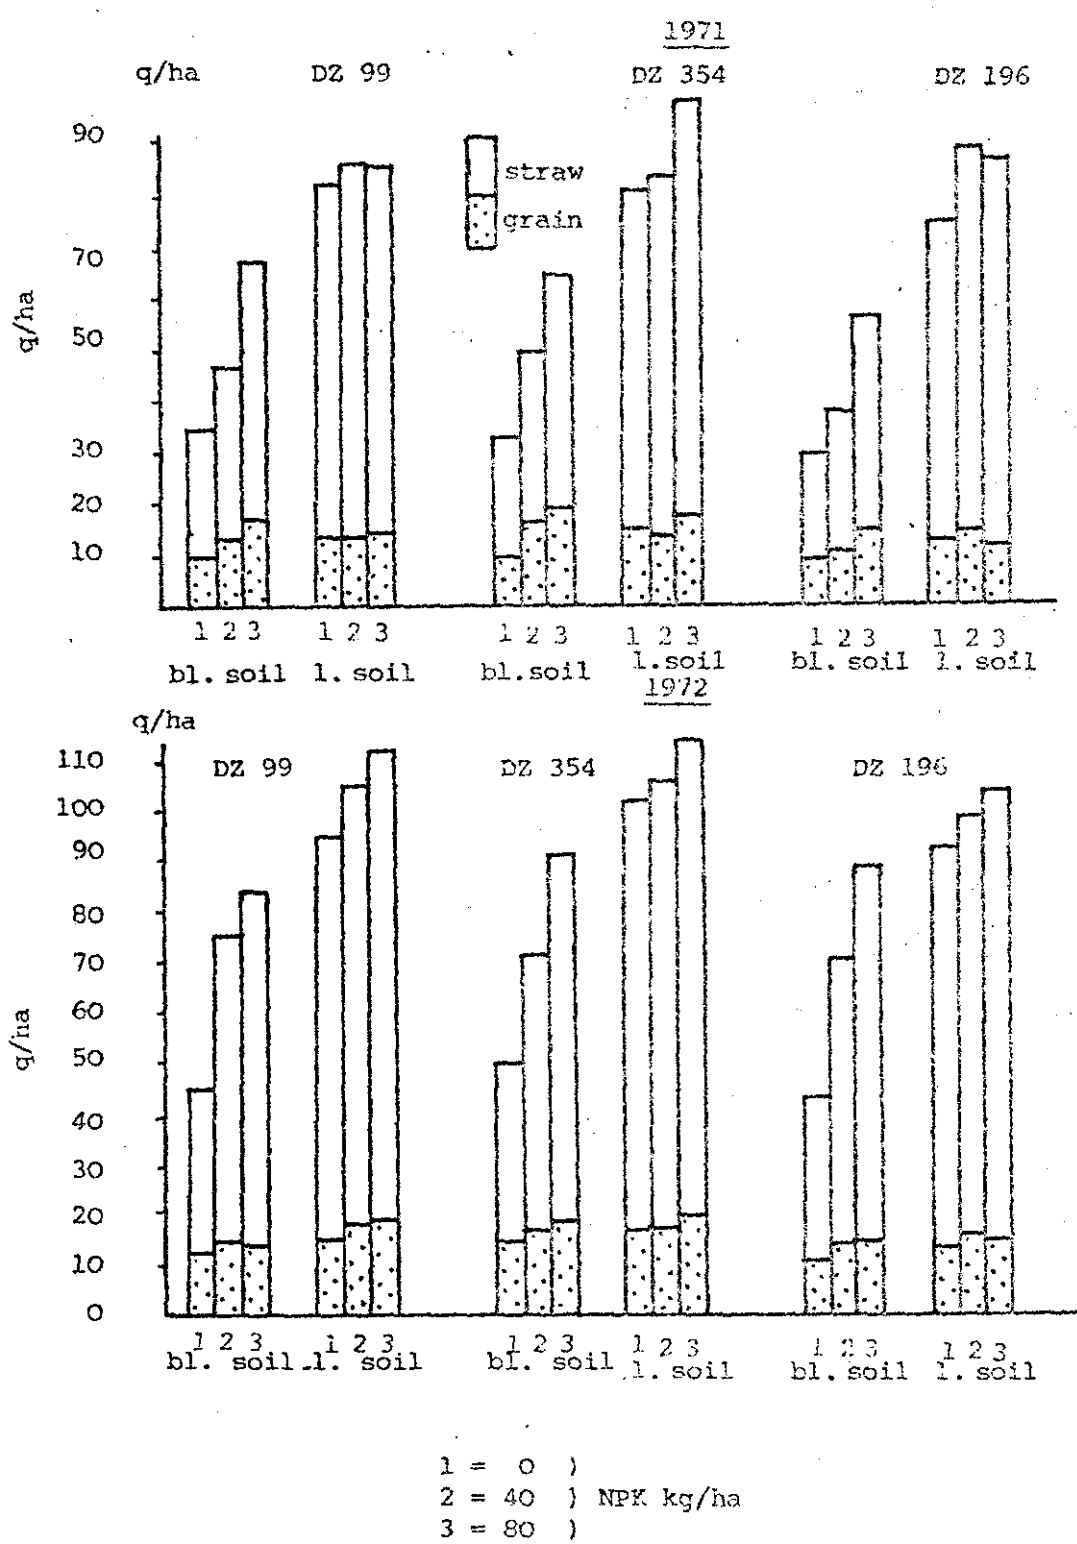 1971
q/ha DZ 99 DZ 354 DZ 196
90
straw
grain
70
50
30
20
10
q/ha
1 2 3 1 2 3 1 2 3 1 2 3 1 2 3 1 2 3
bl. soil l. soil bl.soil l.soil bl. soil l. soil
1972
q/ha
110
DZ 99 DZ 354 DZ 196
100
90
80
70
60
50
40
30
20
10
0
q/ha
1 2 3 1 2 3 1 2 3 1 2 3 1 2 3 1 2 3
bl. soil l. soil bl. soil l. soil bl. soil l. soil
1 = 0 )
2 = 40 ) NPK kg/ha
3 = 80 )